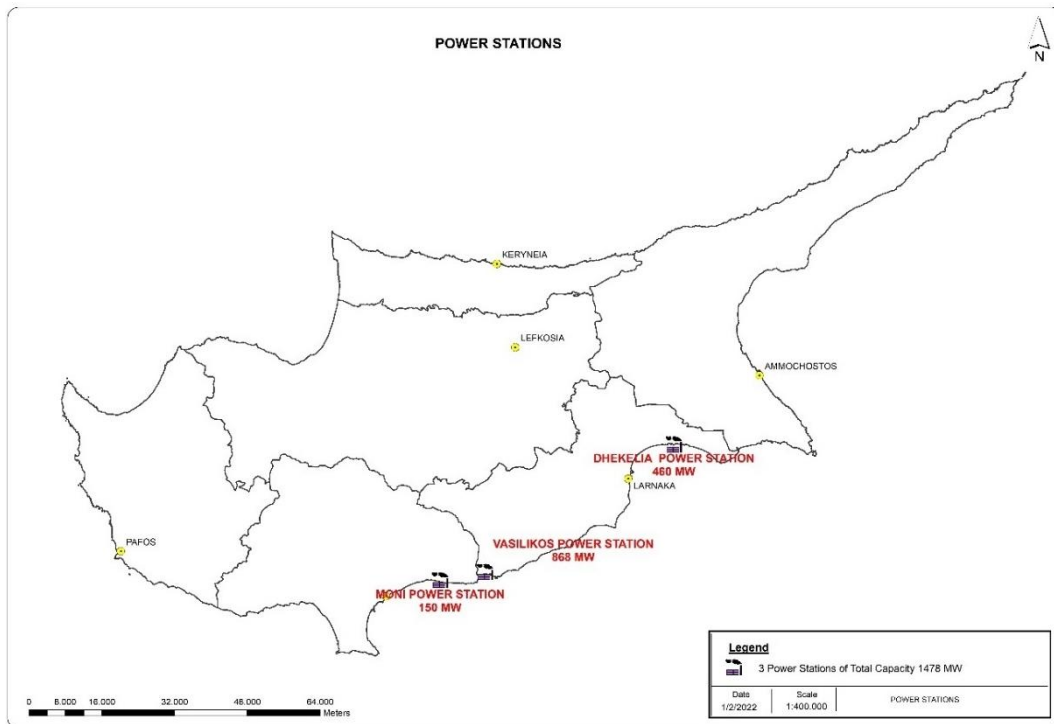 POWER STATIONS
N
KERYNEIA
LEFKOSIA
AMMOCHOSTOS
DHEKELIA POWER STATION
460 MW
LARNAKA
PAFOS
VASILIKOS POWER STATION
868 MW
MONI POWER STATION
150 MW
Legend
3 Power Stations of Total Capacity 1478 MW
Date
1/2/2022
Scale
1:400.000
POWER STATIONS
0 8.000 16.000 32.000 48.000 64.000
Meters